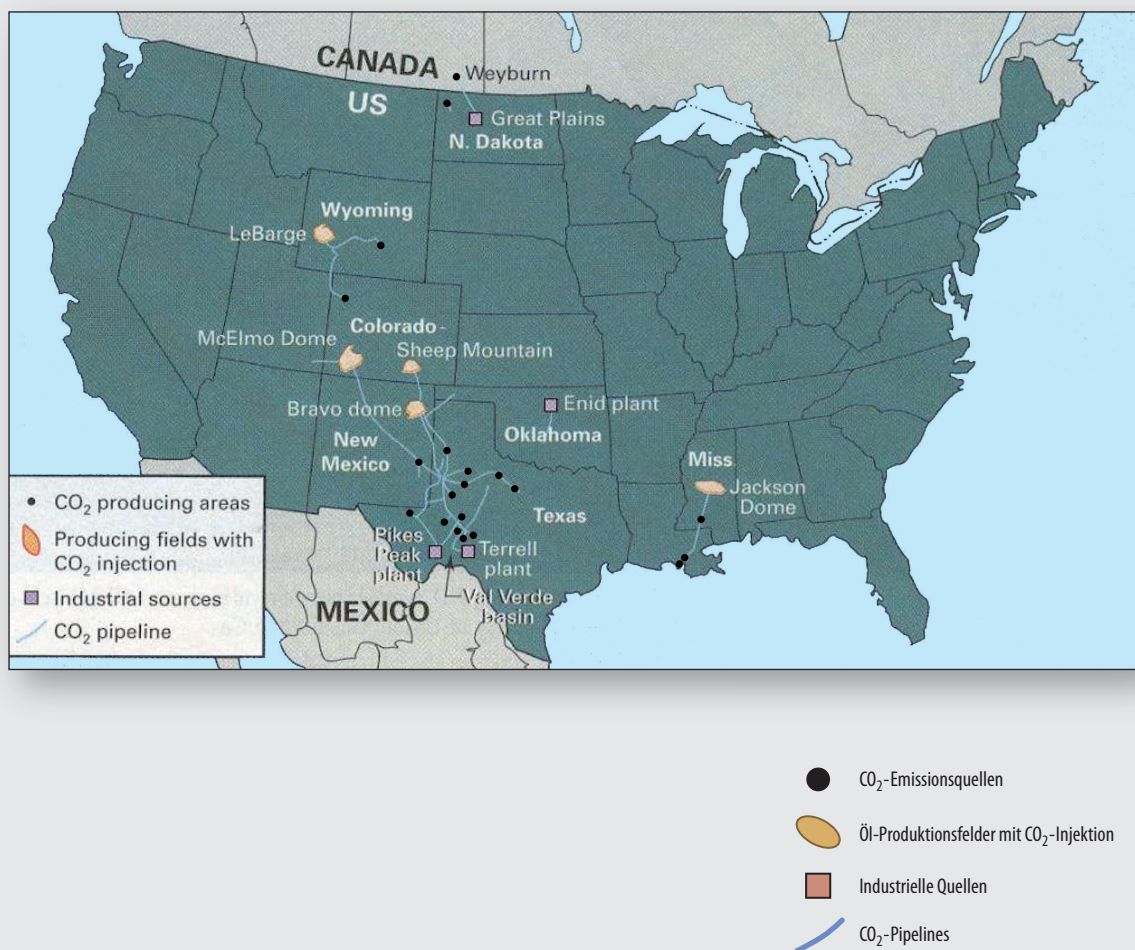 CANADA
Weyburn
US
Great Plains
N. Dakota
Wyoming
LeBarge
Colorado-
McElmo Dome
Sheep Mountain
Bravo dome
Enid plant
Oklahoma
New
Mexico
Miss
Jackson
Dome
Texas
Pikes
Peak
plant
Terrell
plant
Val Verde
basin
MEXICO
CO₂ producing areas
Producing fields with
CO₂ injection
Industrial sources
CO₂ pipeline
CO₂-Emissionsquellen
Öl-Produktionsfelder mit CO₂-Injektion
Industrielle Quellen
CO₂-Pipelines